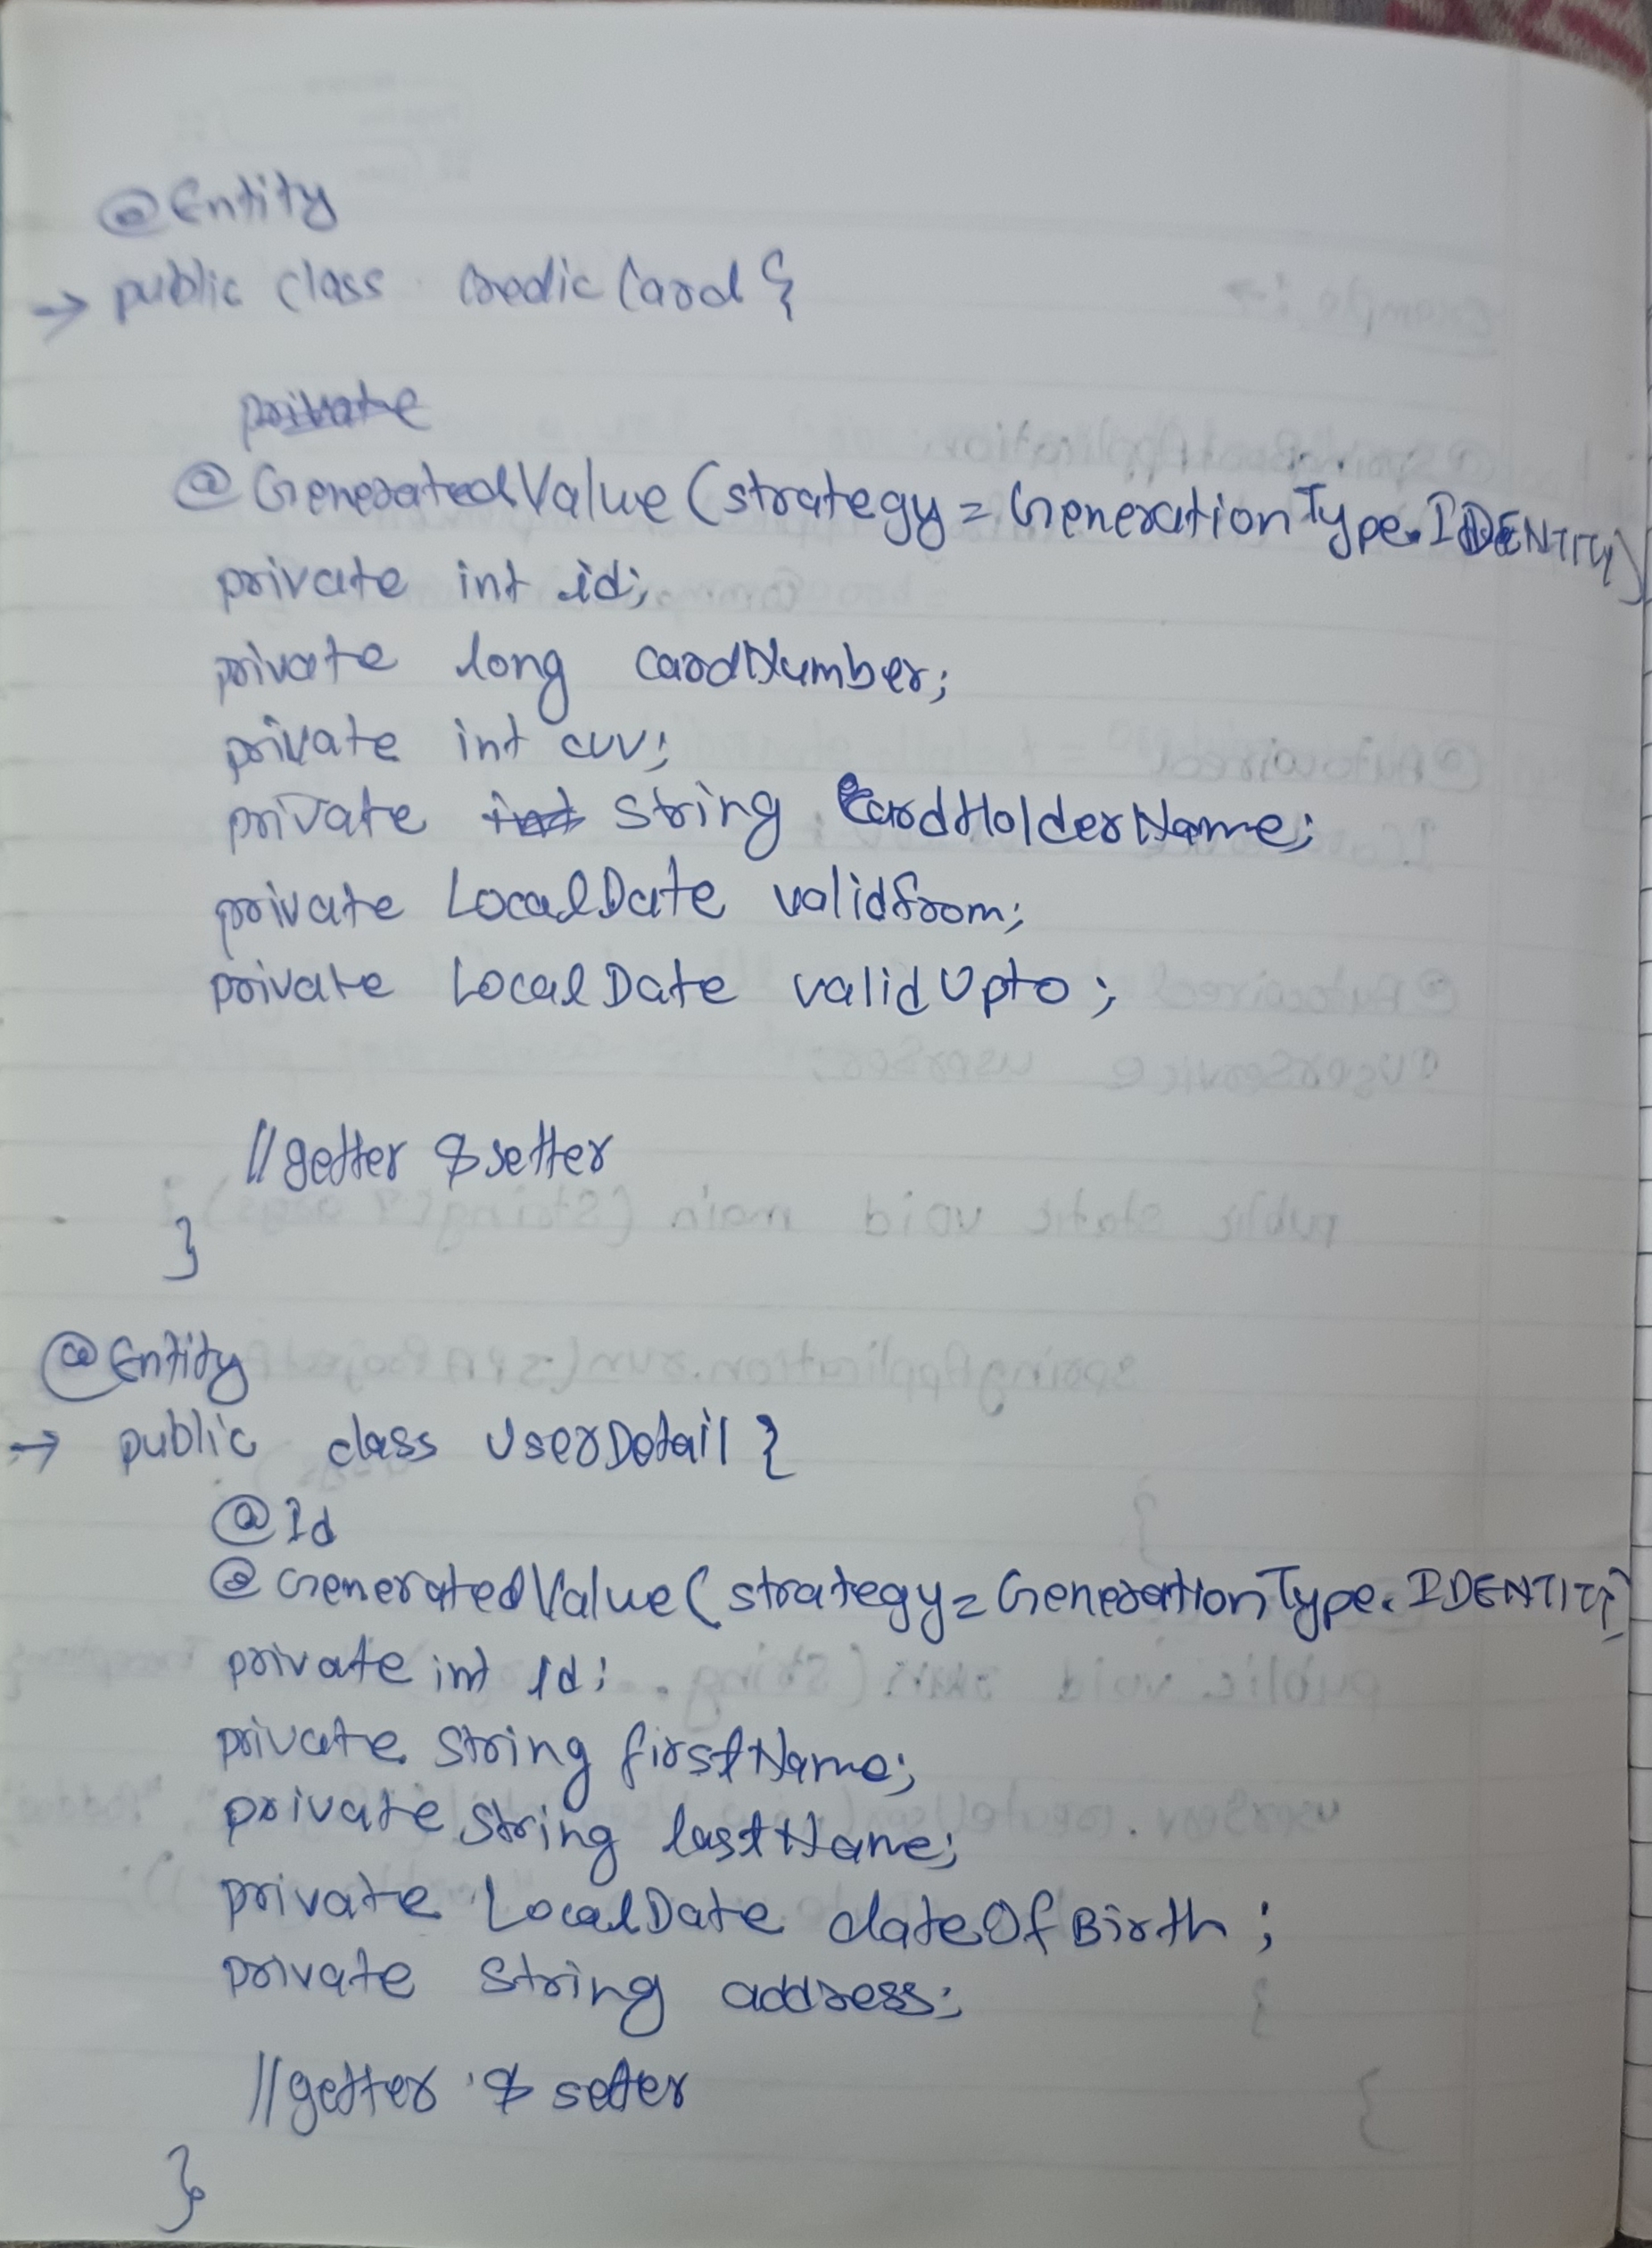 @Entity
→ public class CredicCard {
@GeneratedValue(strategy=GenerationType.IDENTITY)
private int id;
private long cardNumber;
private int cvv;
private String cardHolderName;
private LocalDate validfrom;
private LocalDate validUpto;
//getter & setter
}
@Entity
→ public class UserDetail {
@Id
@GeneratedValue(strategy=GenerationType.IDENTITY)
private int id;
private String firstName;
private String lastName;
private LocalDate dateOfBirth;
private String address;
//getter & setter
}